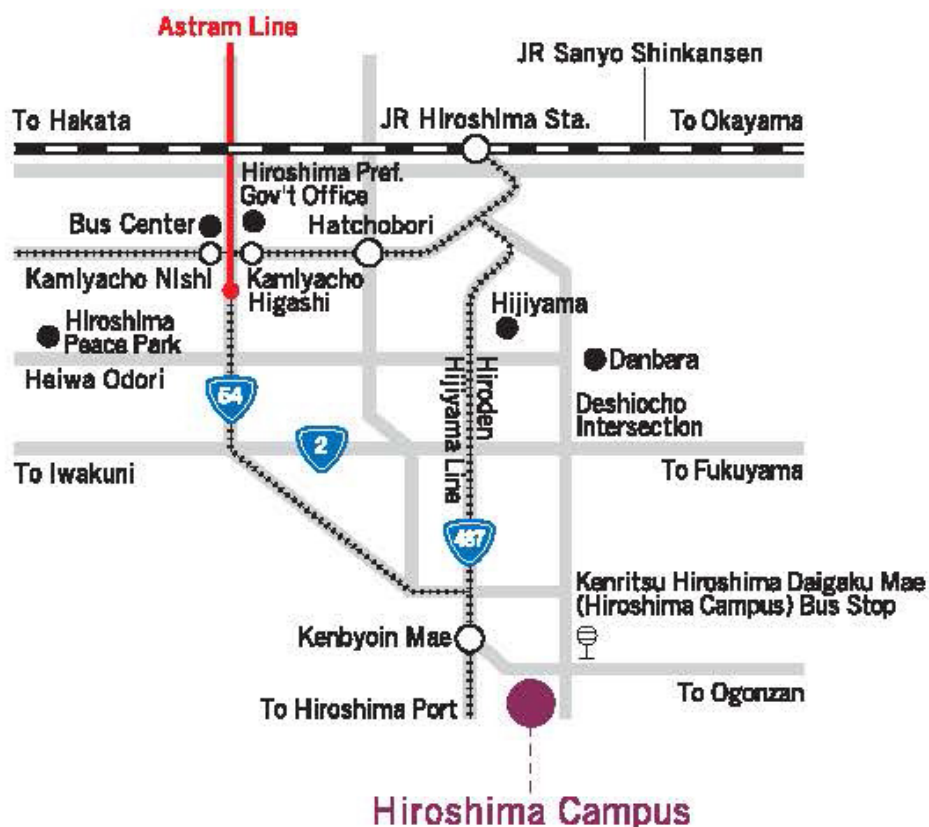 Astram Line
JR Sanyo Shinkansen
To Hakata
JR Hiroshima Sta.
To Okayama
Hiroshima Pref.
Gov't Office
Bus Center
Hatchobori
Kamiyacho Nishi
Kamiyacho
Higashi
Hijiyama
Hiroshima
Peace Park
Danbara
Heiwa Odori
Hiroden
Hijiyama Line
54
Deshiocho
Intersection
2
To Iwakuni
To Fukuyama
487
Kenritsu Hiroshima Daigaku Mae
(Hiroshima Campus) Bus Stop
Kenbyoin Mae
To Ogonzan
To Hiroshima Port
Hiroshima Campus